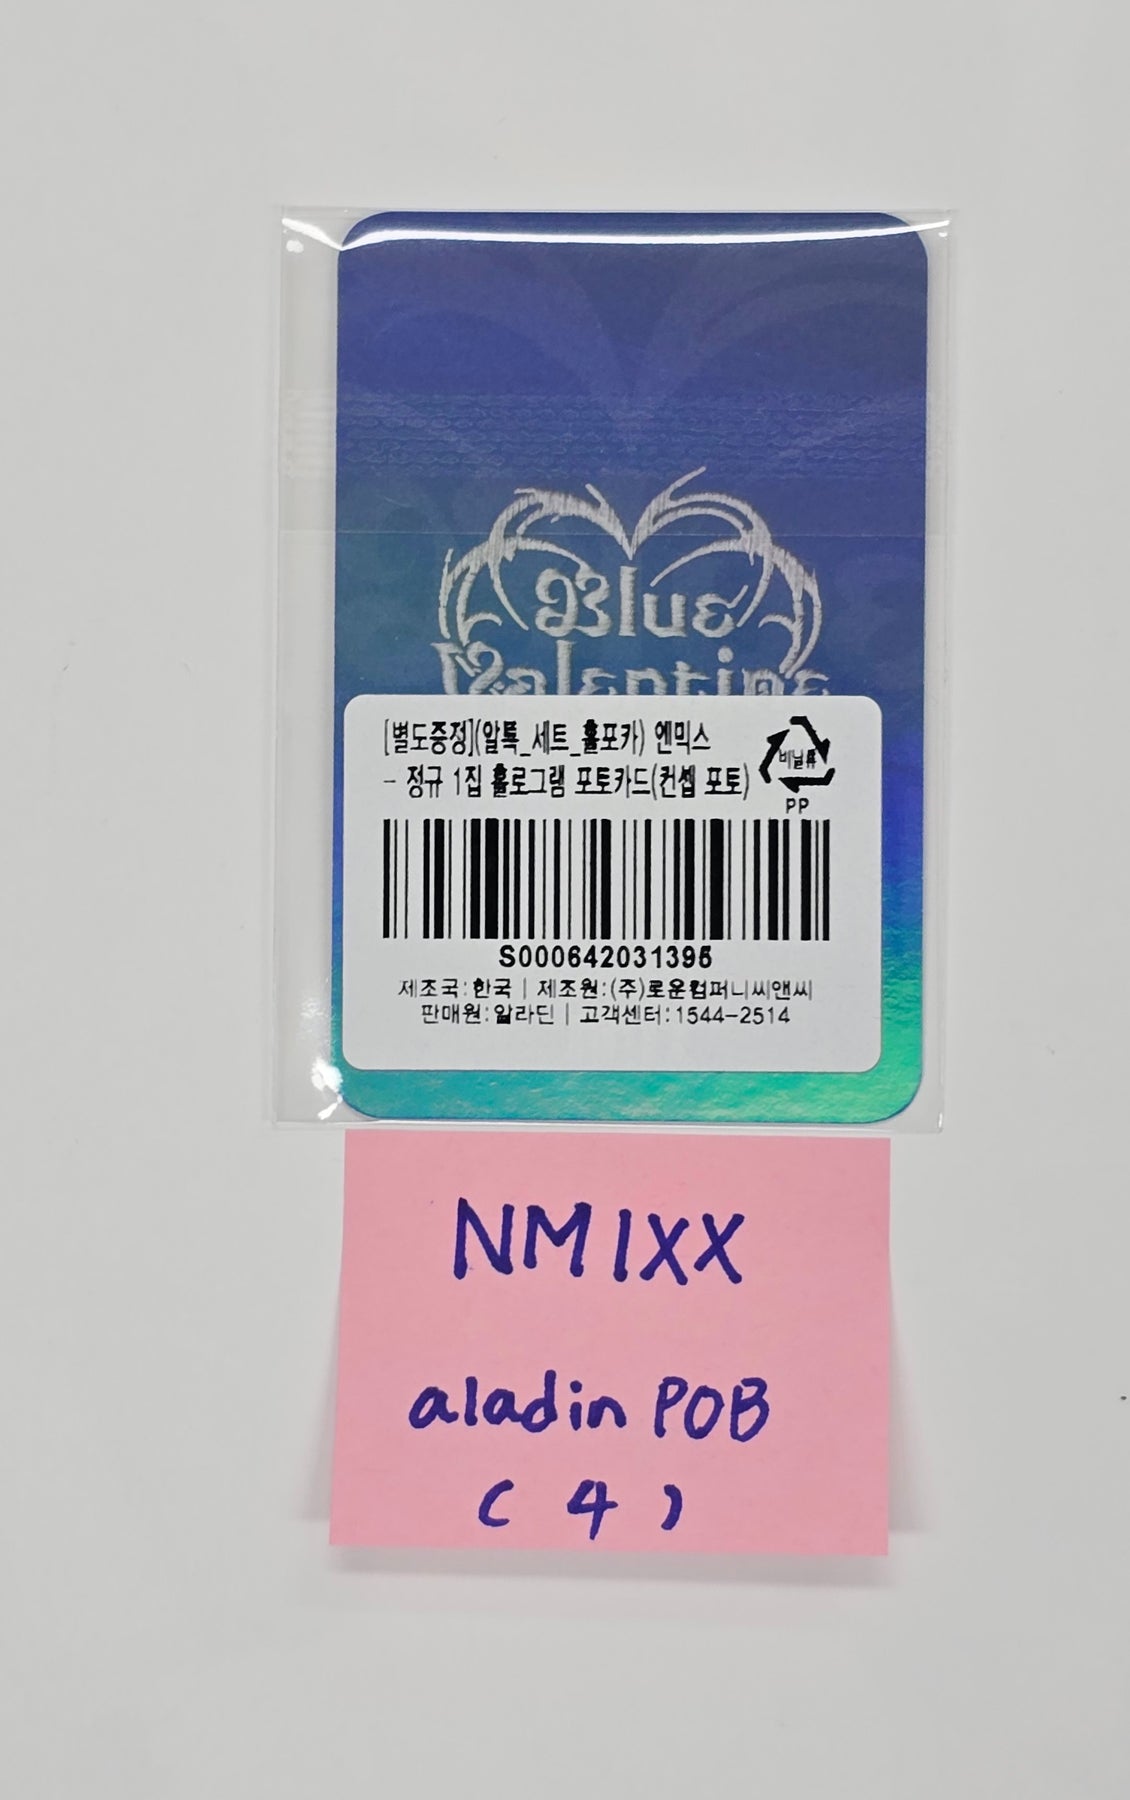 Blue
Valentine
[별도증정](알특_세트_홀포카) 엔믹스
- 정규 1집 홀로그램 포토카드(컨셉 포토)
비닐류
PP
S000642031395
제조국:한국 | 제조원:(주)로운컴퍼니씨앤씨
판매원:알라딘 | 고객센터:1544-2514
NMIXX
aladin POB
( 4 )